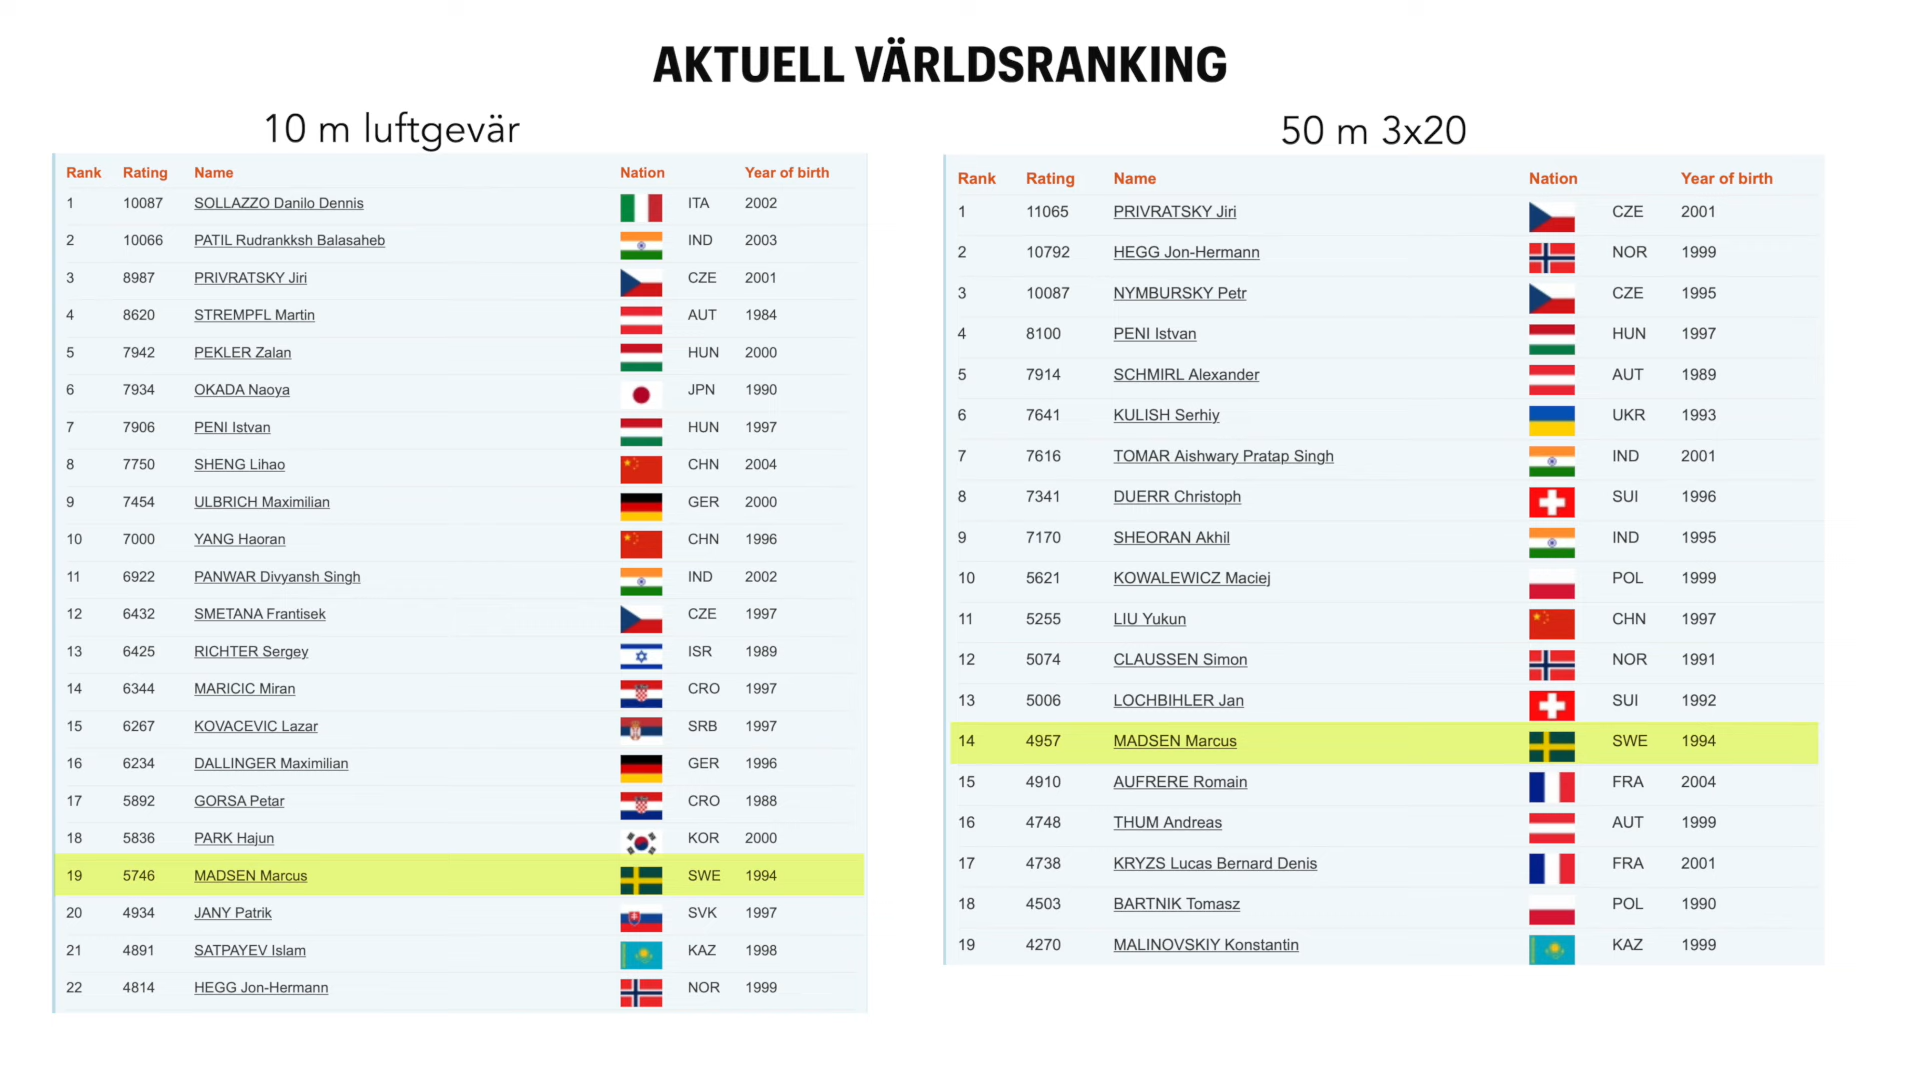 AKTUELL VÄRLDSRANKING
10 m luftgevär
Rank Rating Name Nation Year of birth
1 10087 SOLLAZZO Danilo Dennis ITA 2002
2 10066 PATIL Rudrankksh Balasaheb IND 2003
3 8987 PRIVRATSKY Jiri CZE 2001
4 8620 STREMPFL Martin AUT 1984
5 7942 PEKLER Zalan HUN 2000
6 7934 OKADA Naoya JPN 1990
7 7906 PENI Istvan HUN 1997
8 7750 SHENG Lihao CHN 2004
9 7454 ULBRICH Maximilian GER 2000
10 7000 YANG Haoran CHN 1996
11 6922 PANWAR Divyansh Singh IND 2002
12 6432 SMETANA Frantisek CZE 1997
13 6425 RICHTER Sergey ISR 1989
14 6344 MARICIC Miran CRO 1997
15 6267 KOVACEVIC Lazar SRB 1997
16 6234 DALLINGER Maximilian GER 1996
17 5892 GORSA Petar CRO 1988
18 5836 PARK Hajun KOR 2000
19 5746 MADSEN Marcus SWE 1994
20 4934 JANY Patrik SVK 1997
21 4891 SATPAYEV Islam KAZ 1998
22 4814 HEGG Jon-Hermann NOR 1999
50 m 3x20
Rank Rating Name Nation Year of birth
1 11065 PRIVRATSKY Jiri CZE 2001
2 10792 HEGG Jon-Hermann NOR 1999
3 10087 NYMBURSKY Petr CZE 1995
4 8100 PENI Istvan HUN 1997
5 7914 SCHMIRL Alexander AUT 1989
6 7641 KULISH Serhiy UKR 1993
7 7616 TOMAR Aishwary Pratap Singh IND 2001
8 7341 DUERR Christoph SUI 1996
9 7170 SHEORAN Akhil IND 1995
10 5621 KOWALEWICZ Maciej POL 1999
11 5255 LIU Yukun CHN 1997
12 5074 CLAUSSEN Simon NOR 1991
13 5006 LOCHBIHLER Jan SUI 1992
14 4957 MADSEN Marcus SWE 1994
15 4910 AUFRERE Romain FRA 2004
16 4748 THUM Andreas AUT 1999
17 4738 KRYZS Lucas Bernard Denis FRA 2001
18 4503 BARTNIK Tomasz POL 1990
19 4270 MALINOVSKIY Konstantin KAZ 1999